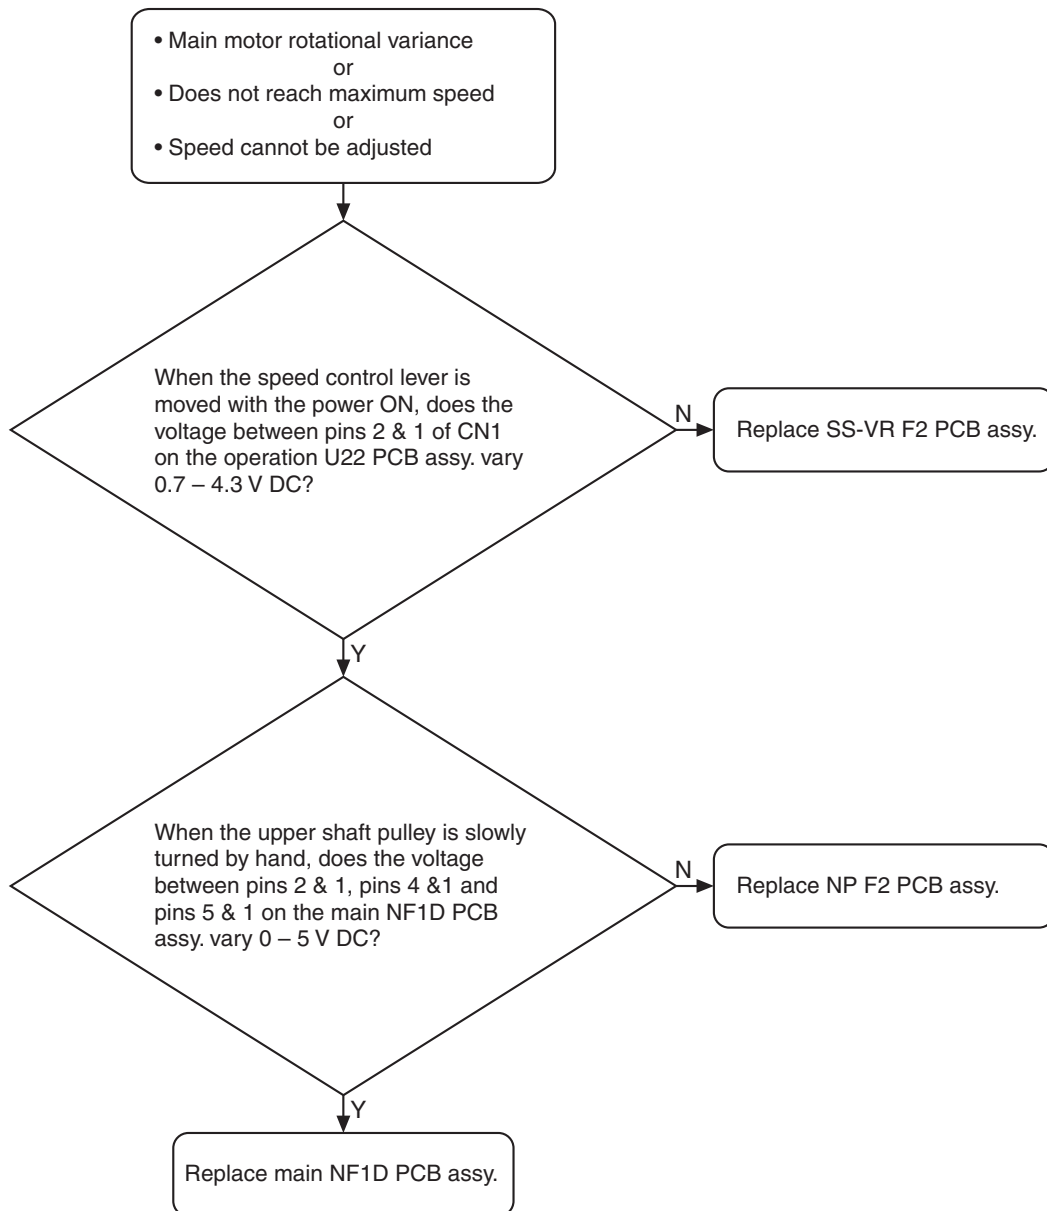 • Main motor rotational variance
or
• Does not reach maximum speed
or
• Speed cannot be adjusted
When the speed control lever is
moved with the power ON, does the
voltage between pins 2 & 1 of CN1
on the operation U22 PCB assy. vary
0.7 – 4.3 V DC?
N
Replace SS-VR F2 PCB assy.
Y
When the upper shaft pulley is slowly
turned by hand, does the voltage
between pins 2 & 1, pins 4 &1 and
pins 5 & 1 on the main NF1D PCB
assy. vary 0 – 5 V DC?
N
Replace NP F2 PCB assy.
Y
Replace main NF1D PCB assy.